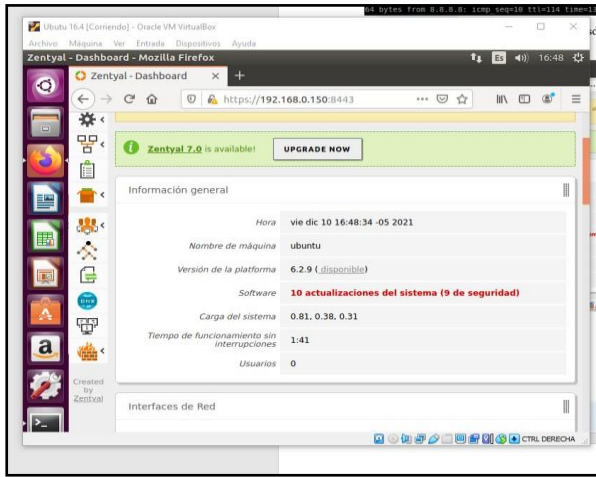 64 bytes from 8.8.8.8: icmp_seq=10 ttl=114 time=13
Ubutu 16.4 [Corriendo] - Oracle VM VirtualBox
Archivo Máquina Ver Entrada Dispositivos Ayuda
Zentyal - Dashboard - Mozilla Firefox Es 16:48
Zentyal - Dashboard
https://192.168.0.150:8443
Zentyal 7.0 is available! UPGRADE NOW
Información general
Hora vie dic 10 16:48:34 -05 2021
Nombre de máquina ubuntu
Versión de la plataforma 6.2.9 ( disponible)
Software 10 actualizaciones del sistema (9 de seguridad)
Carga del sistema 0.81, 0.38, 0.31
Tiempo de funcionamiento sin interrupciones 1:41
Usuarios 0
Created
by
Zentyal
Interfaces de Red
CTRL DERECHA